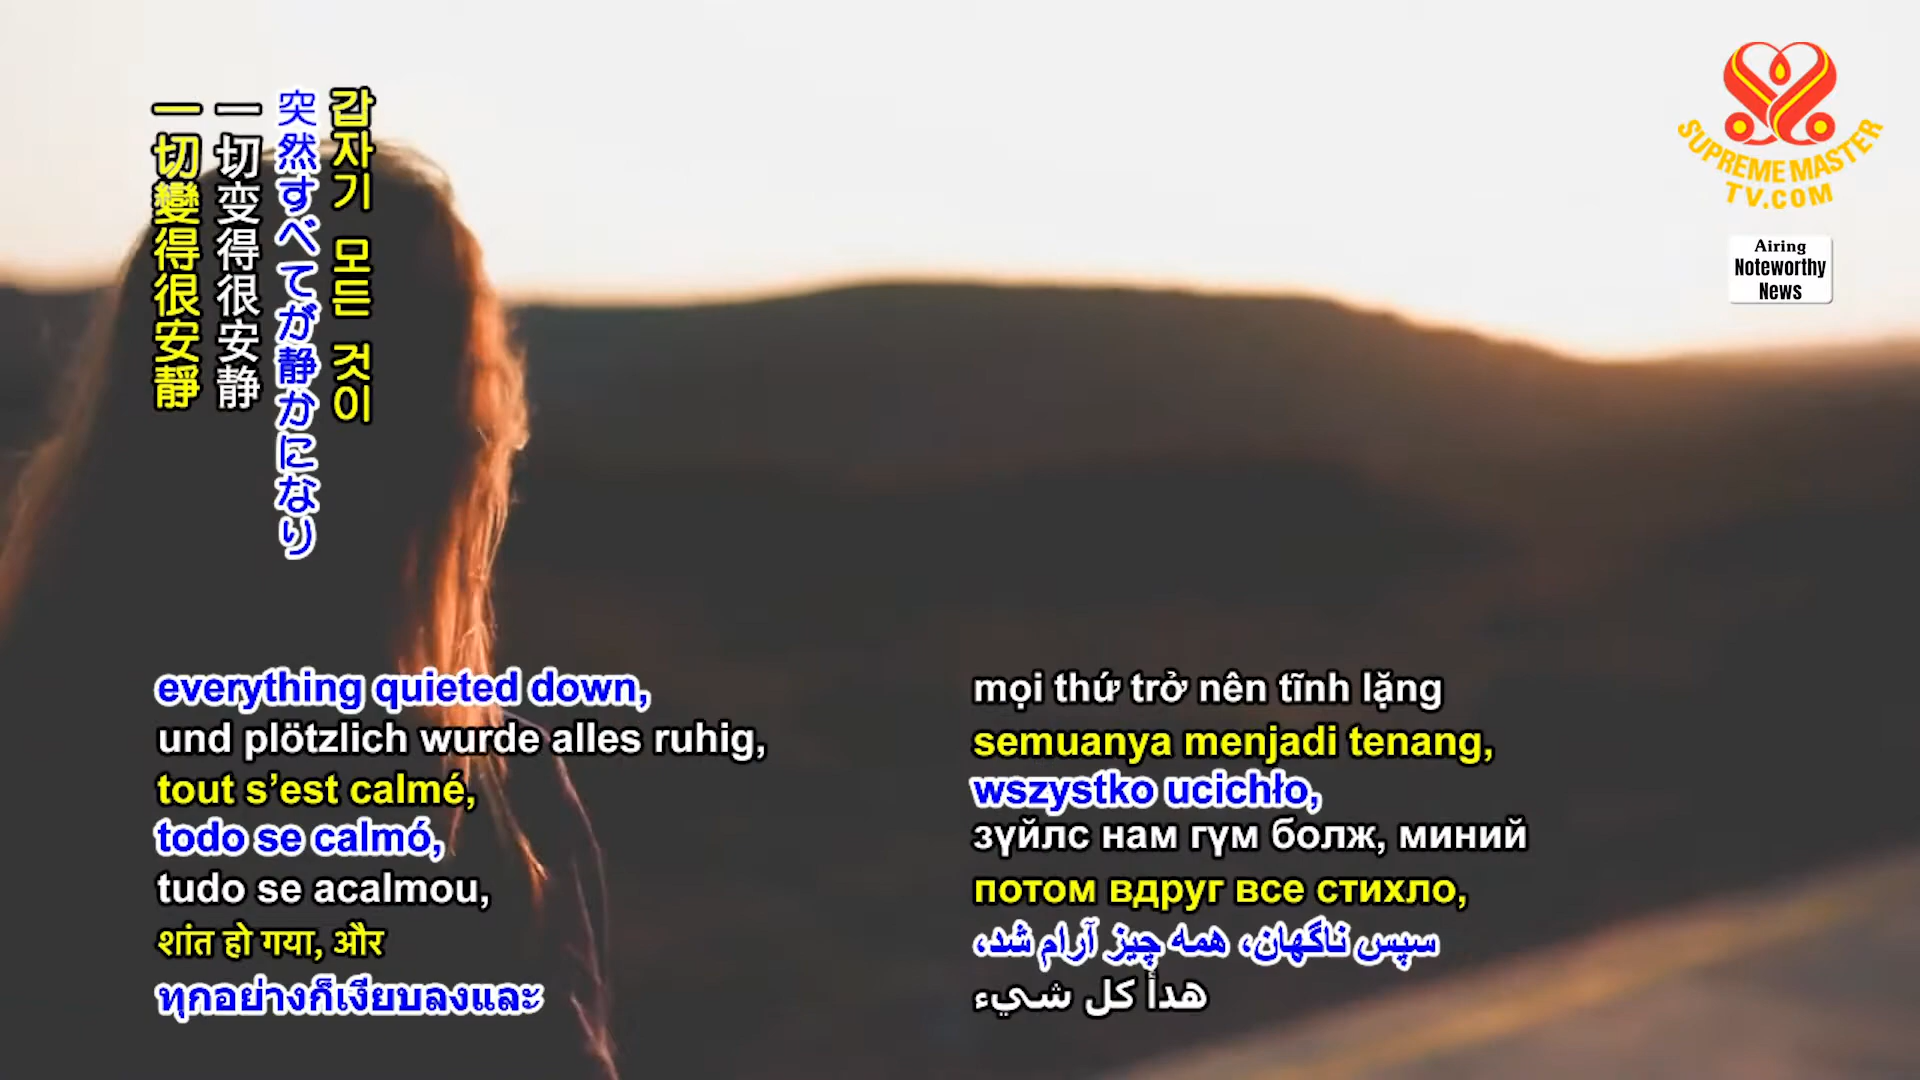 갑자기 모든 것이
突然すべてが静かになり
一切变得很安静
一切變得很安靜
SUPREME MASTER
TV.COM
Airing
Noteworthy
News
everything quieted down,
und plötzlich wurde alles ruhig,
tout s’est calmé,
todo se calmó,
tudo se acalmou,
शांत हो गया, और
ทุกอย่างก็เงียบลงและ
mọi thứ trở nên tĩnh lặng
semuanya menjadi tenang,
wszystko ucichło,
зүйлс нам гүм болж, миний
потом вдруг все стихло,
سپس ناگهان، همه چیز آرام شد،
هدأ كل شيء